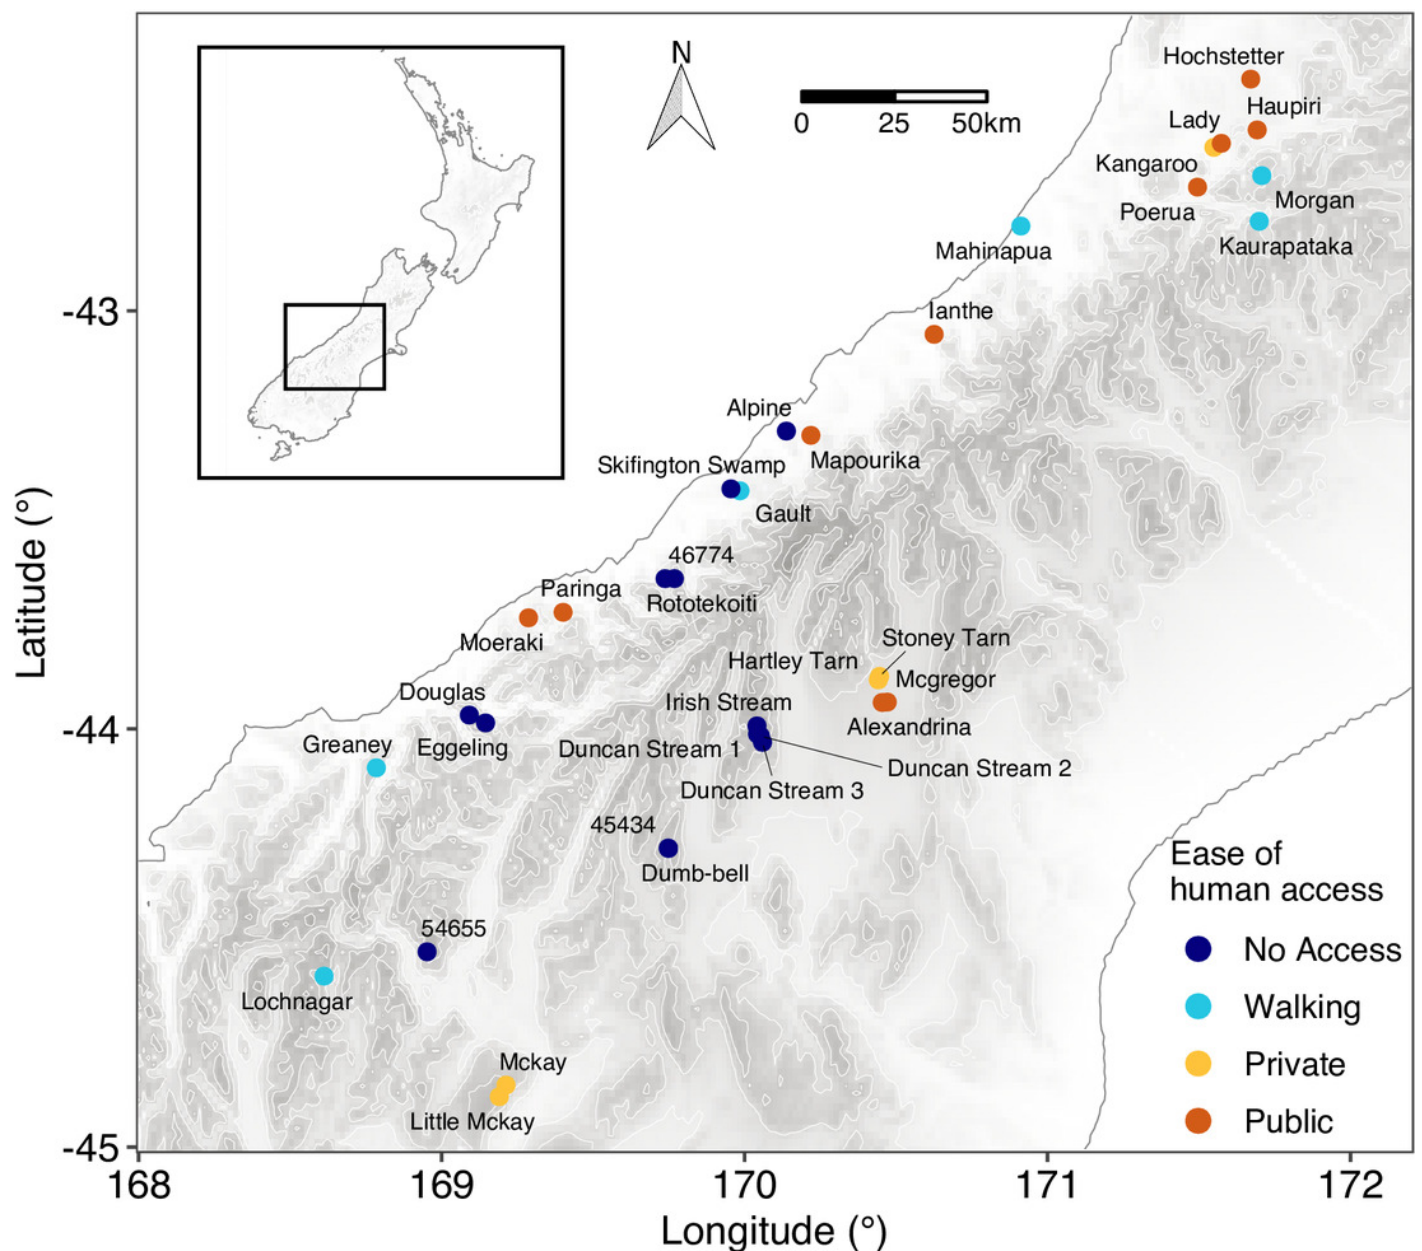 N
0 25 50km
Hochstetter
Haupiri
Lady
Kangaroo
Morgan
Poerua
Kaurapataka
Mahinapua
-43
Ianthe
Alpine
Mapourika
Skifington Swamp
Gault
46774
Rototekoiti
Paringa
Moeraki
Stoney Tarn
Hartley Tarn
Mcgregor
Irish Stream
Alexandrina
Douglas
-44
Greaney
Eggeling
Duncan Stream 1
Duncan Stream 2
Duncan Stream 3
45434
Dumb-bell
54655
Lochnagar
Mckay
Little Mckay
Latitude (°)
Ease of
human access
No Access
Walking
Private
Public
-45
168 169 170 171 172
Longitude (°)